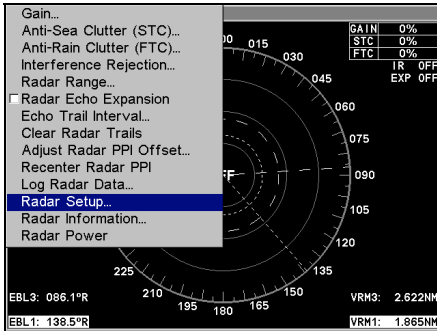 Gain...
Anti-Sea Clutter (STC)...
Anti-Rain Clutter (FTC)...
Interference Rejection...
Radar Range...
Radar Echo Expansion
Echo Trail Interval...
Clear Radar Trails
Adjust Radar PPI Offset...
Recenter Radar PPI
Log Radar Data...
Radar Setup...
Radar Information...
Radar Power
GAIN 0%
STC 0%
FTC 0%
IR OFF
EXP OFF
00 015
030
045
060
075
090
105
120
135
150
165
180
195
210
225
FF
EBL3: 086.1°R
VRM3: 2.622NM
EBL1: 138.5°R
VRM1: 1.865NM